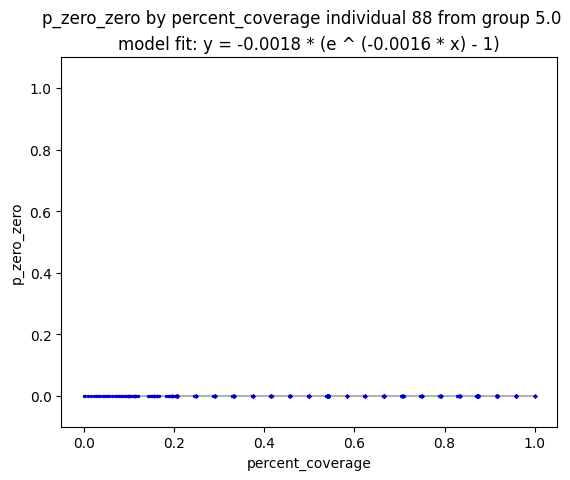 p_zero_zero by percent_coverage individual 88 from group 5.0
model fit: y = -0.0018 * (e ^ (-0.0016 * x) - 1)
1.0
0.8
0.6
0.4
0.2
0.0
p_zero_zero
0.0 0.2 0.4 0.6 0.8 1.0
percent_coverage